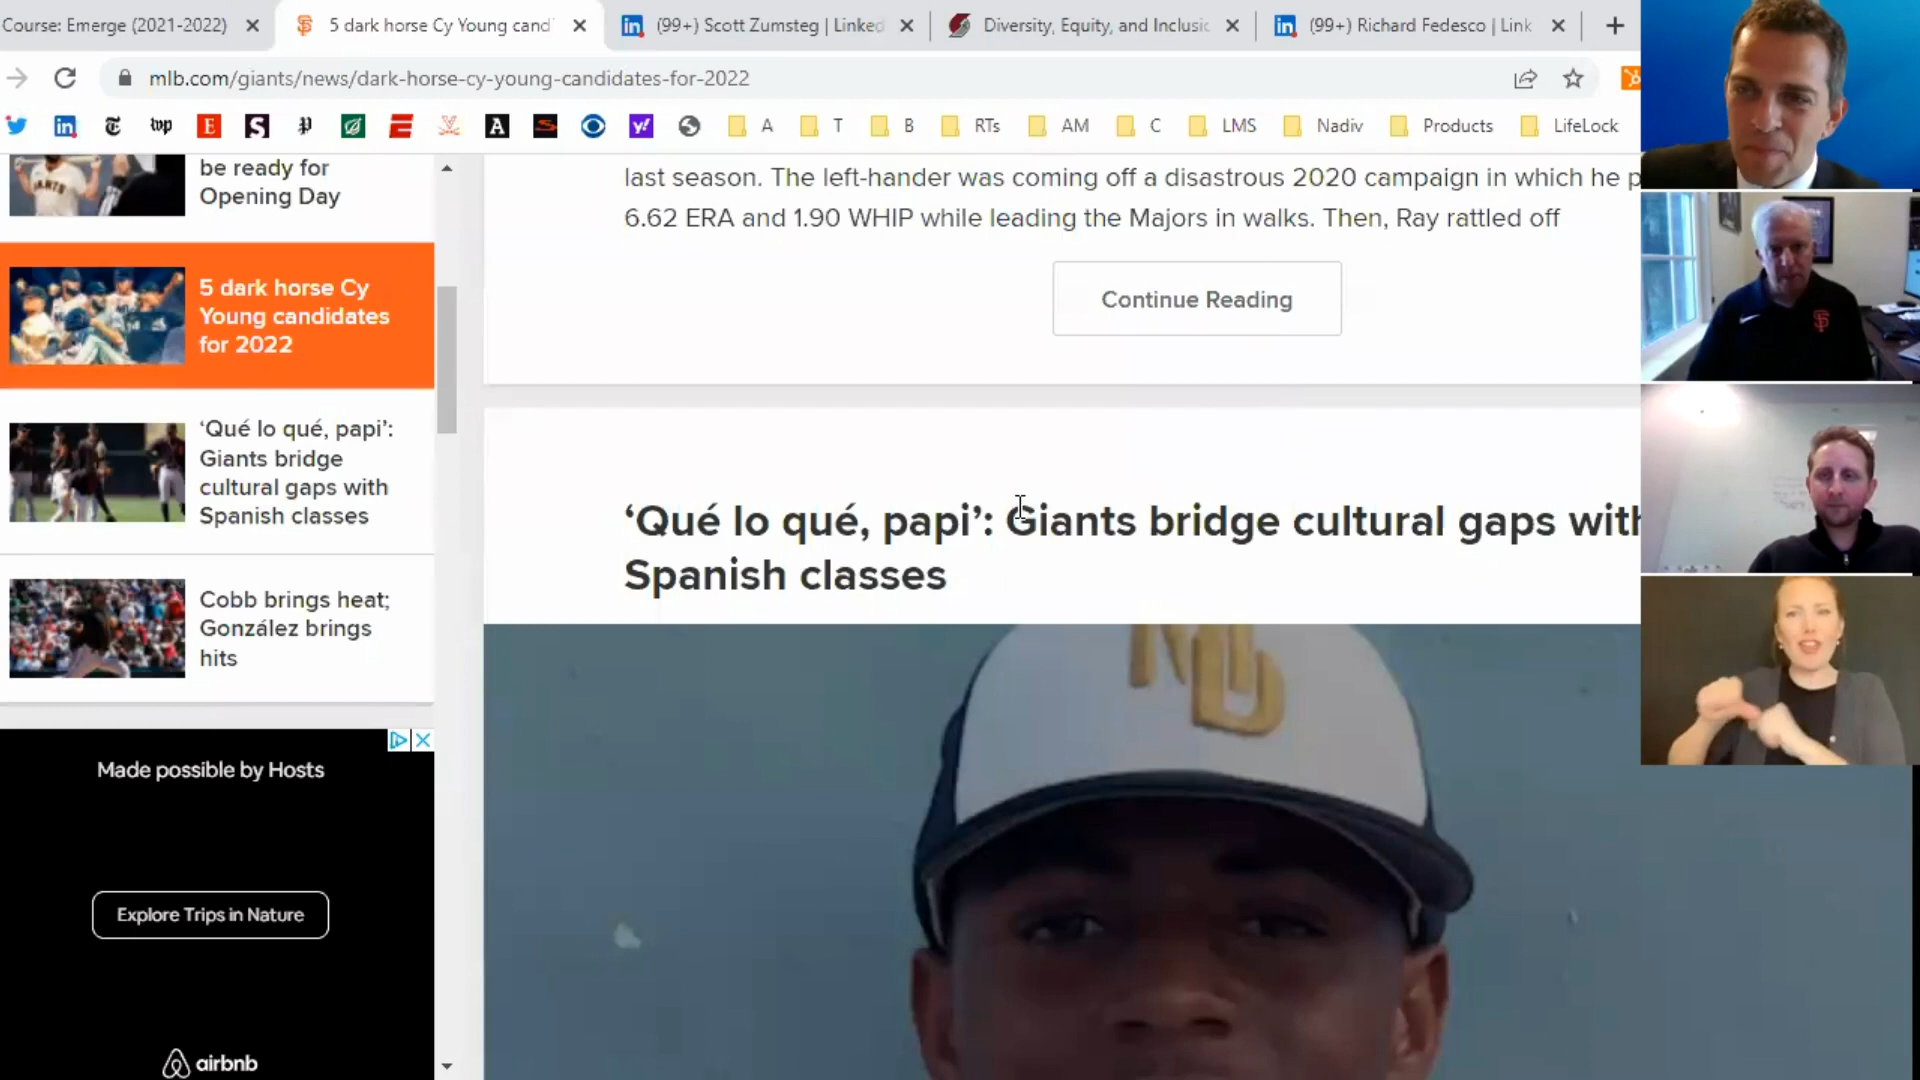 Course: Emerge (2021-2022)
5 dark horse Cy Young cand
(99+) Scott Zumsteg | Linked
Diversity, Equity, and Inclusic
(99+) Richard Fedesco | Link
mlb.com/giants/news/dark-horse-cy-young-candidates-for-2022
wp
A
T
B
RTs
AM
C
LMS
Nadiv
Products
LifeLock
be ready for
Opening Day
5 dark horse Cy
Young candidates
for 2022
‘Qué lo qué, papi’:
Giants bridge
cultural gaps with
Spanish classes
Cobb brings heat;
González brings
hits
Made possible by Hosts
Explore Trips in Nature
airbnb
last season. The left-hander was coming off a disastrous 2020 campaign in which he p
6.62 ERA and 1.90 WHIP while leading the Majors in walks. Then, Ray rattled off
Continue Reading
‘Qué lo qué, papi’: Giants bridge cultural gaps with
Spanish classes